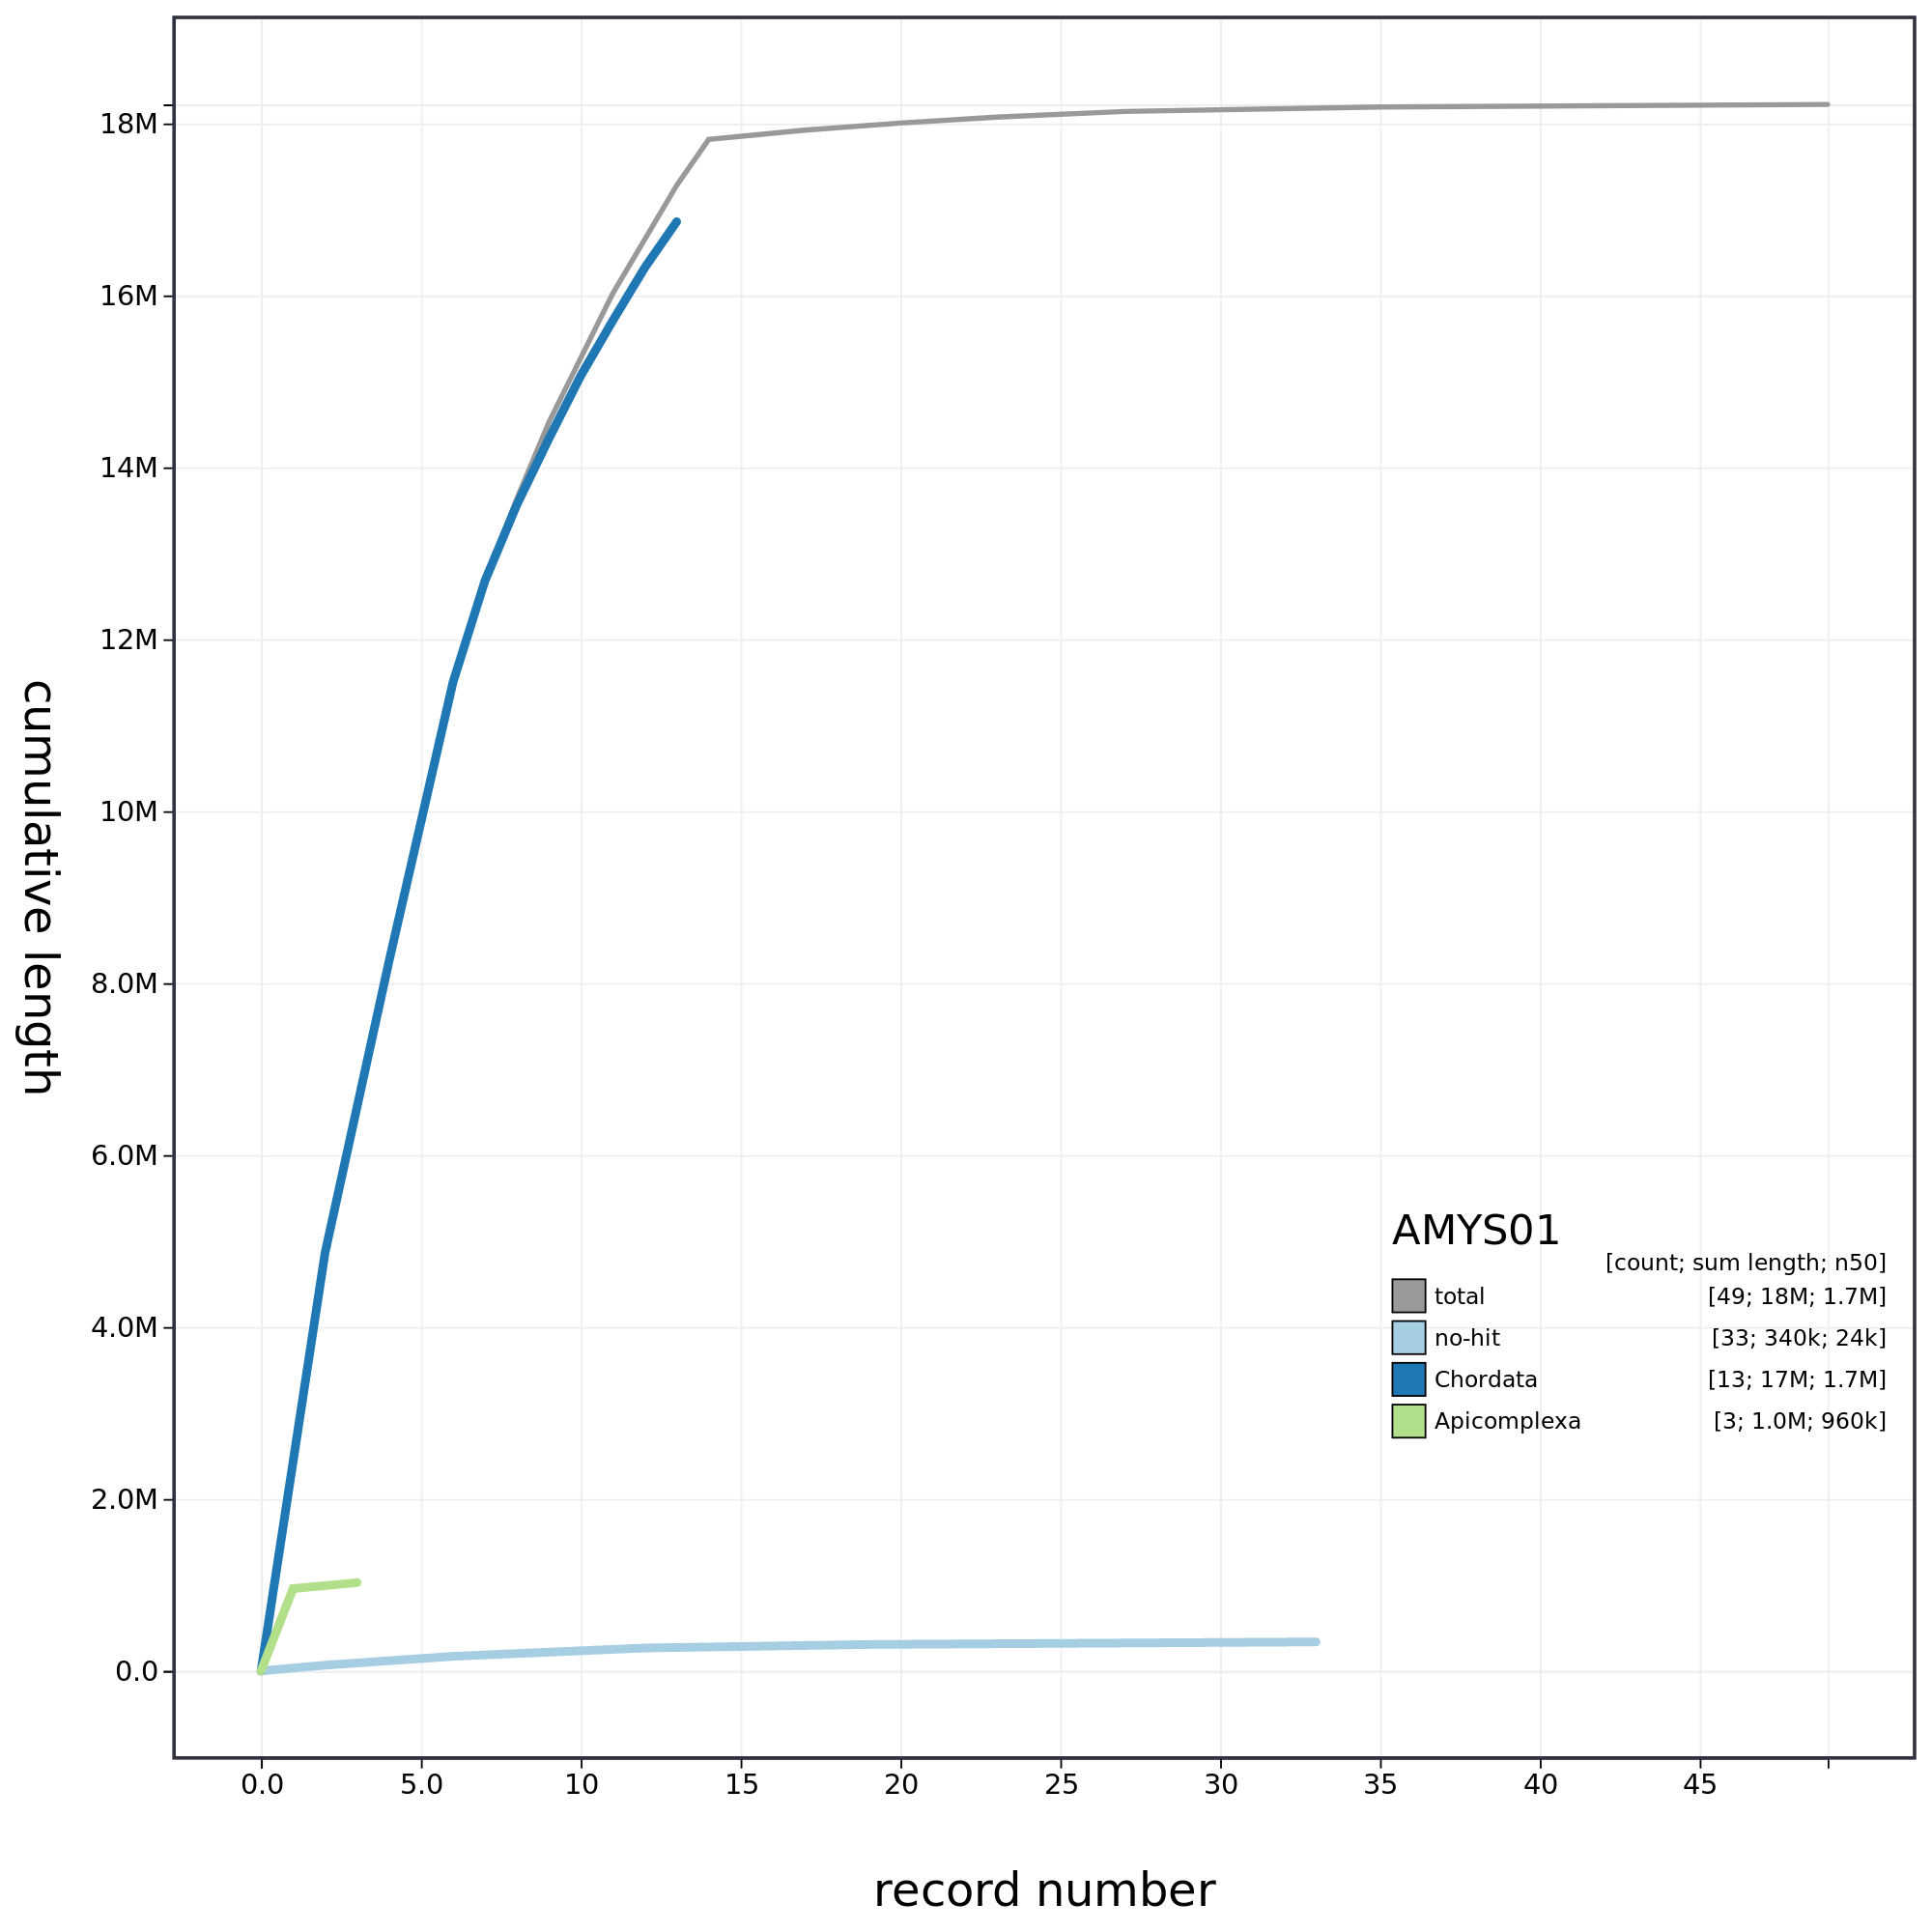 18M
16M
14M
12M
10M
8.0M
6.0M
4.0M
2.0M
0.0
cumulative length
AMYS01
[count; sum length; n50]
total [49; 18M; 1.7M]
no-hit [33; 340k; 24k]
Chordata [13; 17M; 1.7M]
Apicomplexa [3; 1.0M; 960k]
0.0 5.0 10 15 20 25 30 35 40 45
record number